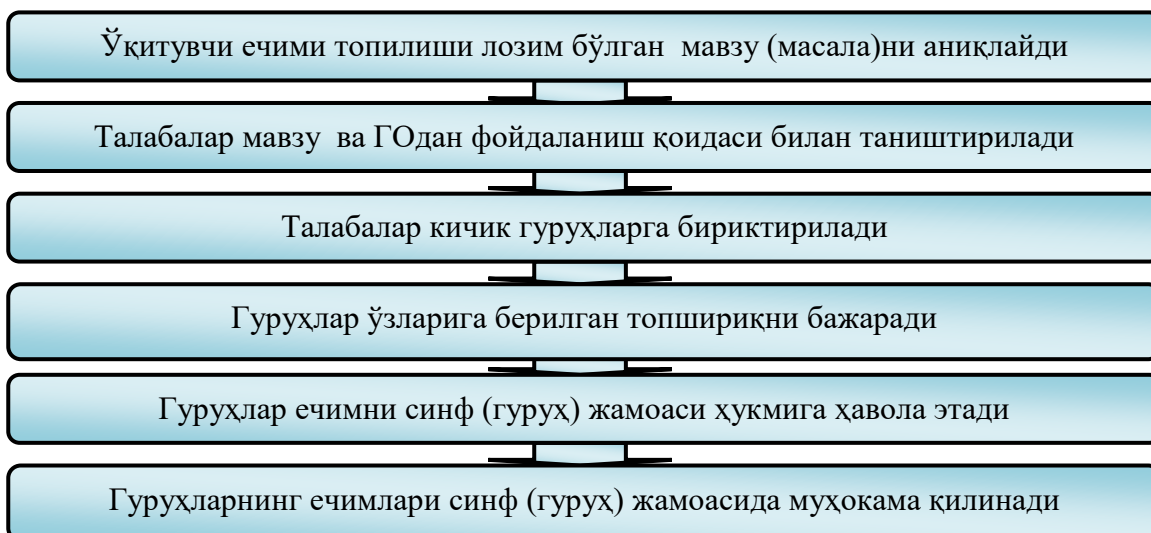 Ўқитувчи ечими топилиши лозим бўлган мавзу (масала)ни аниқлайди
Талабалар мавзу ва ГОдан фойдаланиш қоидаси билан таништирилади
Талабалар кичик гуруҳларга бириктирилади
Гуруҳлар ўзларига берилган топшириқни бажаради
Гуруҳлар ечимни синф (гуруҳ) жамоаси ҳукмига ҳавола этади
Гуруҳларнинг ечимлари синф (гуруҳ) жамоасида муҳокама қилинади